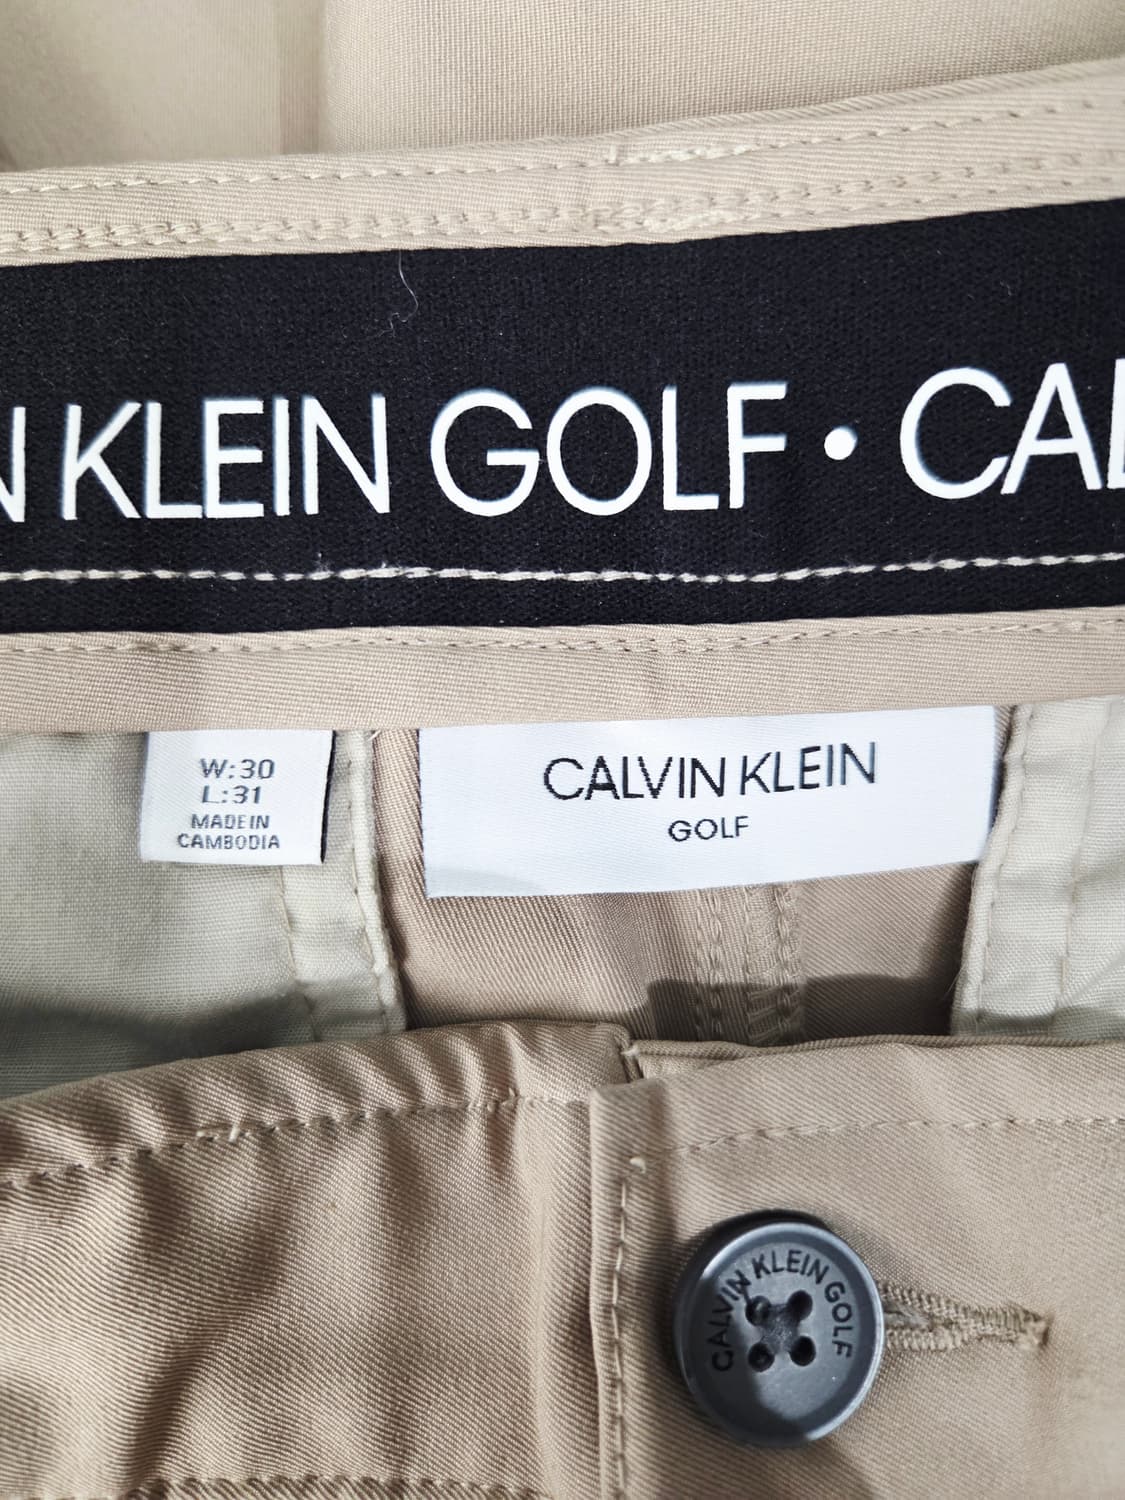 N KLEIN GOLF • CAL
W:30
L:31
MADE IN
CAMBODIA
CALVIN KLEIN
GOLF
CALVIN KLEIN GOLF